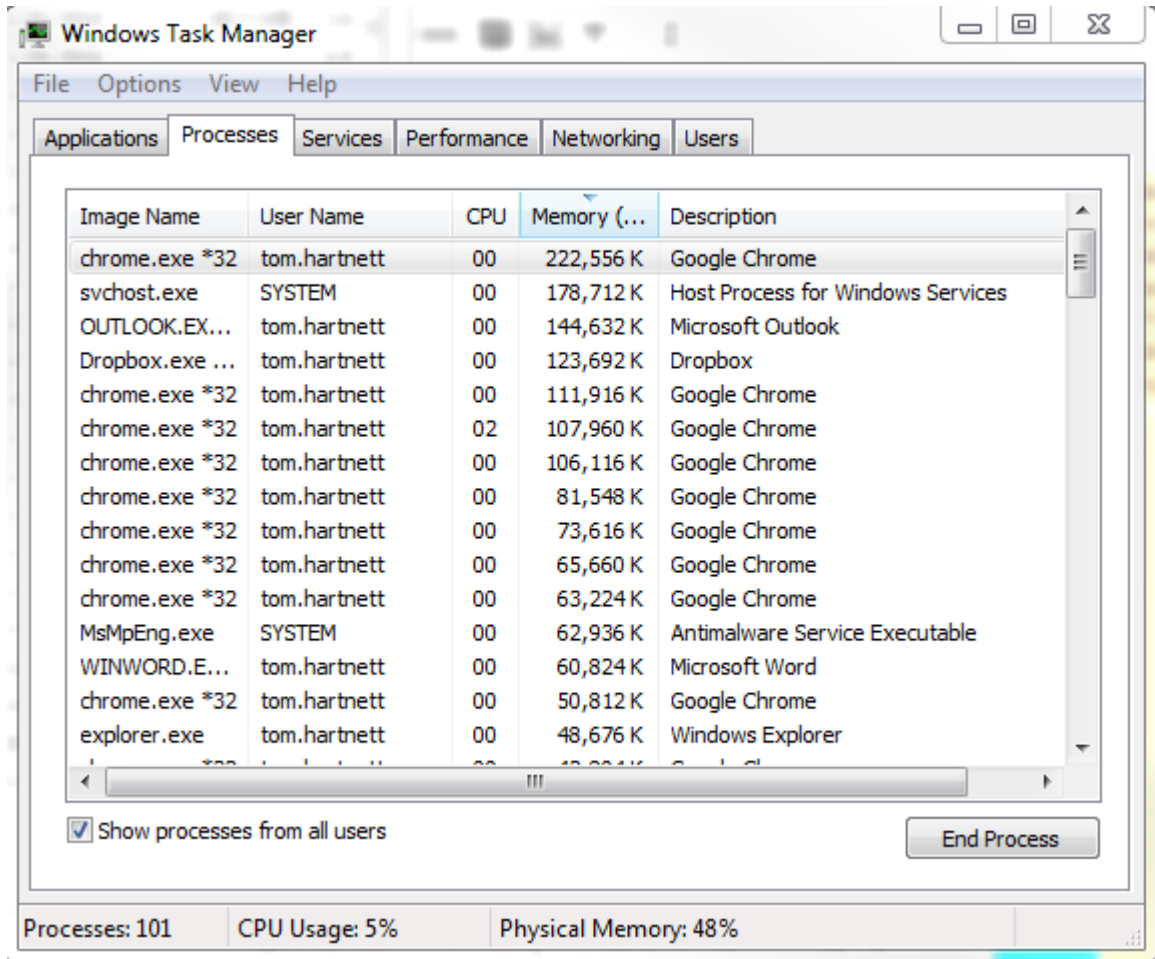 Windows Task Manager
File Options View Help
Applications Processes Services Performance Networking Users
Image Name User Name CPU Memory (... Description
chrome.exe *32 tom.hartnett 00 222,556 K Google Chrome
svchost.exe SYSTEM 00 178,712 K Host Process for Windows Services
OUTLOOK.EX... tom.hartnett 00 144,632 K Microsoft Outlook
Dropbox.exe ... tom.hartnett 00 123,692 K Dropbox
chrome.exe *32 tom.hartnett 00 111,916 K Google Chrome
chrome.exe *32 tom.hartnett 02 107,960 K Google Chrome
chrome.exe *32 tom.hartnett 00 106,116 K Google Chrome
chrome.exe *32 tom.hartnett 00 81,548 K Google Chrome
chrome.exe *32 tom.hartnett 00 73,616 K Google Chrome
chrome.exe *32 tom.hartnett 00 65,660 K Google Chrome
chrome.exe *32 tom.hartnett 00 63,224 K Google Chrome
MsMpEng.exe SYSTEM 00 62,936 K Antimalware Service Executable
WINWORD.E... tom.hartnett 00 60,824 K Microsoft Word
chrome.exe *32 tom.hartnett 00 50,812 K Google Chrome
explorer.exe tom.hartnett 00 48,676 K Windows Explorer
Show processes from all users
End Process
Processes: 101 CPU Usage: 5% Physical Memory: 48%